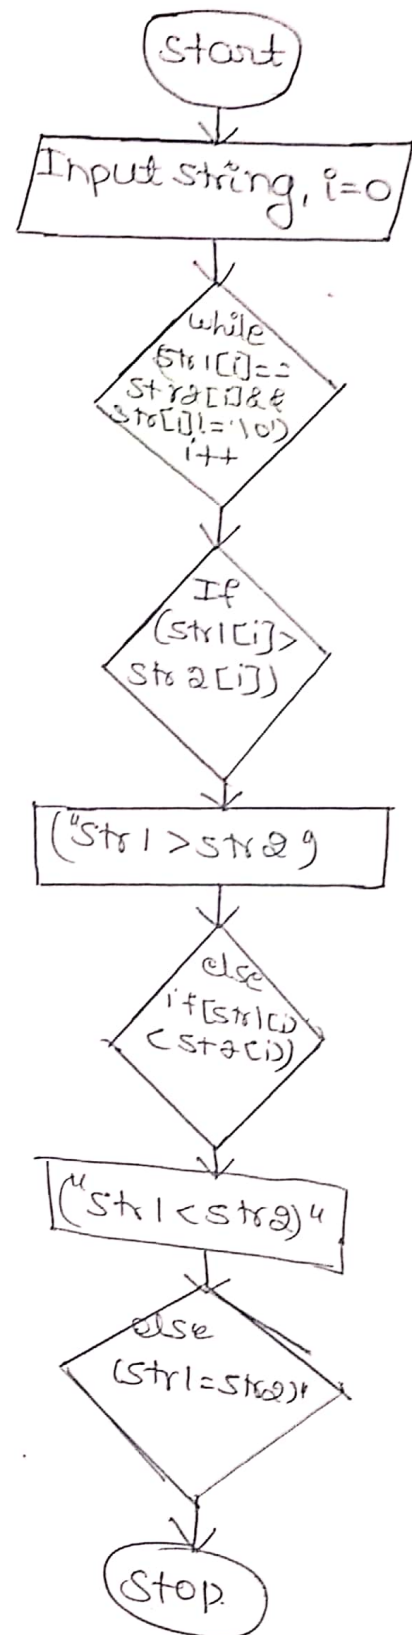 Start
Input string, i=0
while
str1[i]==
str2[i]&&
str[i]!='\0')
i++
If
(str1[i]>
str2[i])
("str1>str2")
else
if[str1(i)
<st2(i))
("str1<str2)"
else
(str1=str2)"
Stop